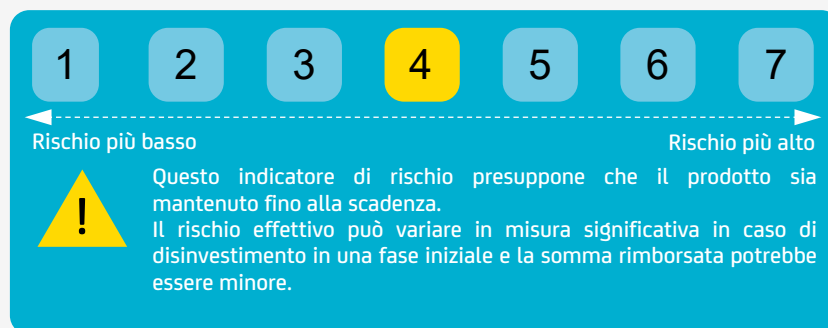 1 2 3 4 5 6 7
Rischio più basso Rischio più alto
!
Questo indicatore di rischio presuppone che il prodotto sia
mantenuto fino alla scadenza.
Il rischio effettivo può variare in misura significativa in caso di
disinvestimento in una fase iniziale e la somma rimborsata potrebbe
essere minore.